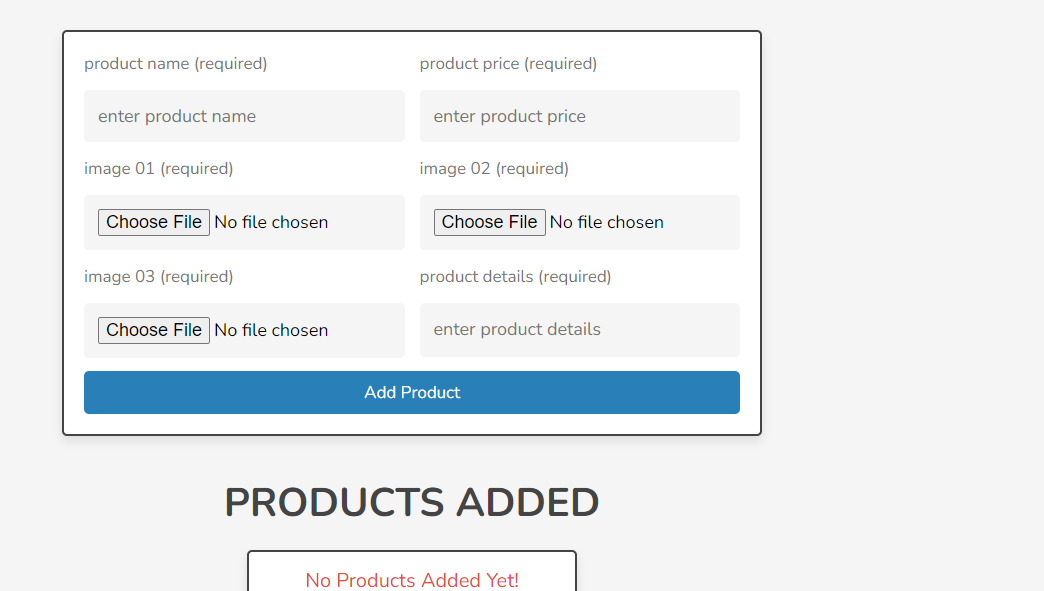 product name (required)
product price (required)
enter product name
enter product price
image 01 (required)
image 02 (required)
Choose File No file chosen
Choose File No file chosen
image 03 (required)
product details (required)
Choose File No file chosen
enter product details
Add Product
PRODUCTS ADDED
No Products Added Yet!